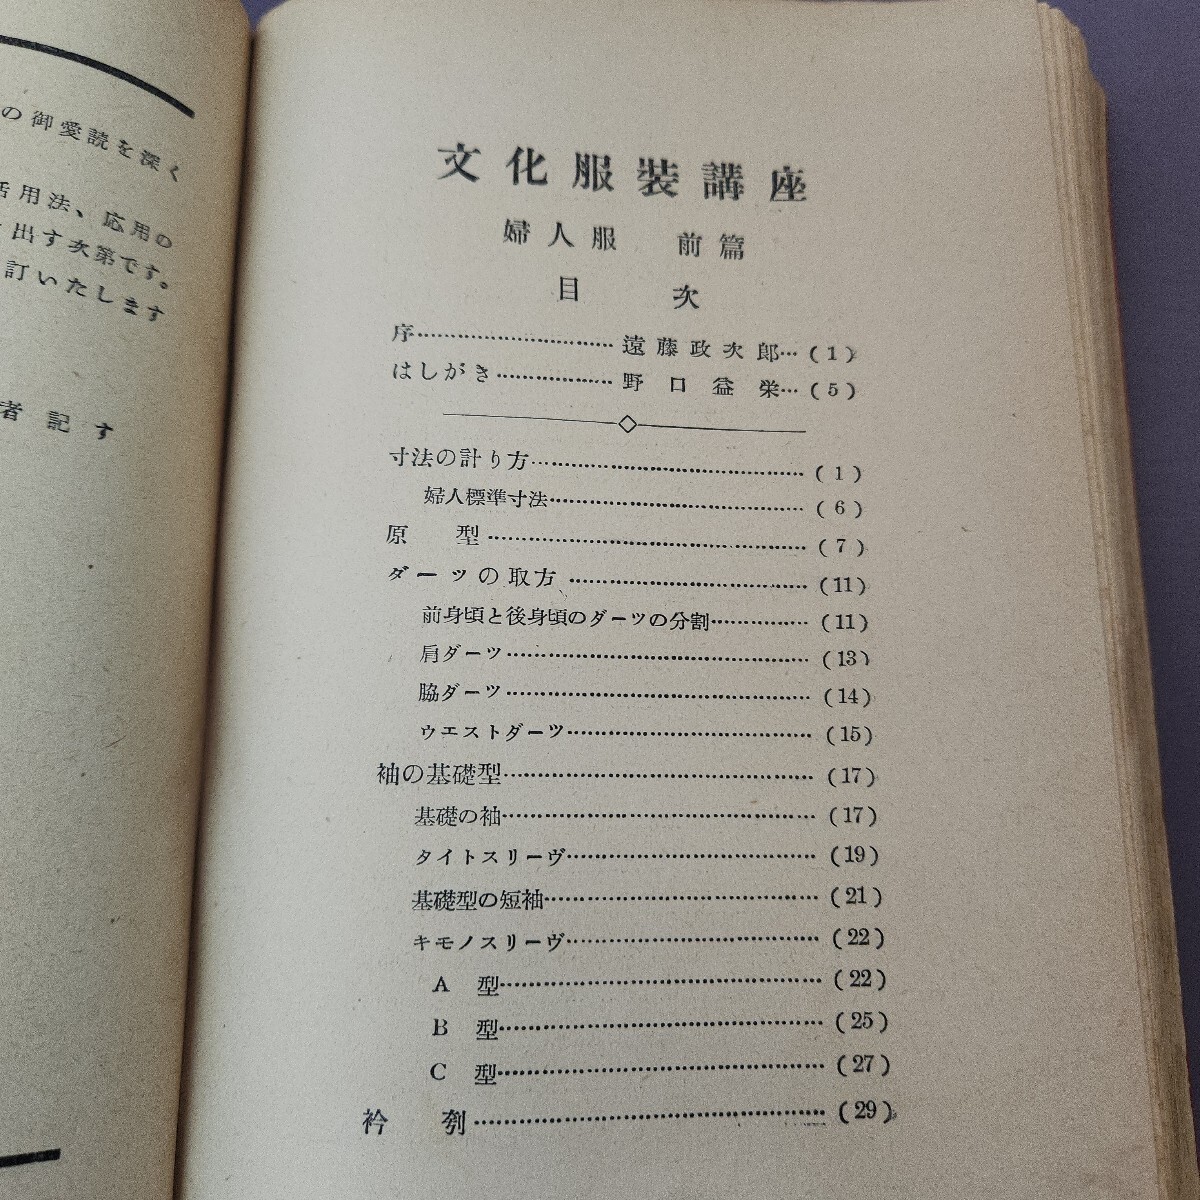 の御愛読を深く
活用法、応用の
出す次第です。
訂いたします
者記す
文化服装講座
婦人服 前篇
目次
序………………………遠藤政次郎…(1)
はしがき………………野口益栄…(5)
寸法の計り方………………………………(1)
婦人標準寸法………………………………(6)
原型………………………………(7)
ダーツの取方………………………………(11)
前身頃と後身頃のダーツの分割……………(11)
肩ダーツ………………………………(13)
脇ダーツ………………………………(14)
ウエストダーツ………………………………(15)
袖の基礎型………………………………(17)
基礎の袖………………………………(17)
タイトスリーヴ………………………………(19)
基礎型の短袖………………………………(21)
キモノスリーヴ………………………………(22)
A型………………………………(22)
B型………………………………(25)
C型………………………………(27)
衿刳………………………………(29)